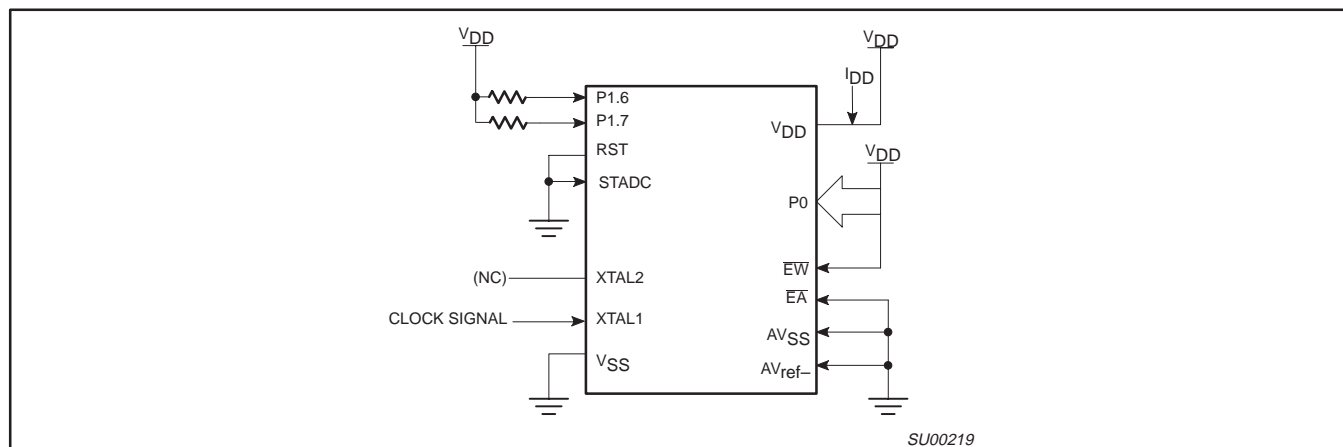 VDD
P1.6
P1.7
RST
STADC
(NC)
XTAL2
CLOCK SIGNAL
XTAL1
VSS
VDD
IDD
VDD
VDD
P0
EW
EA
AVSS
AVref–
SU00219